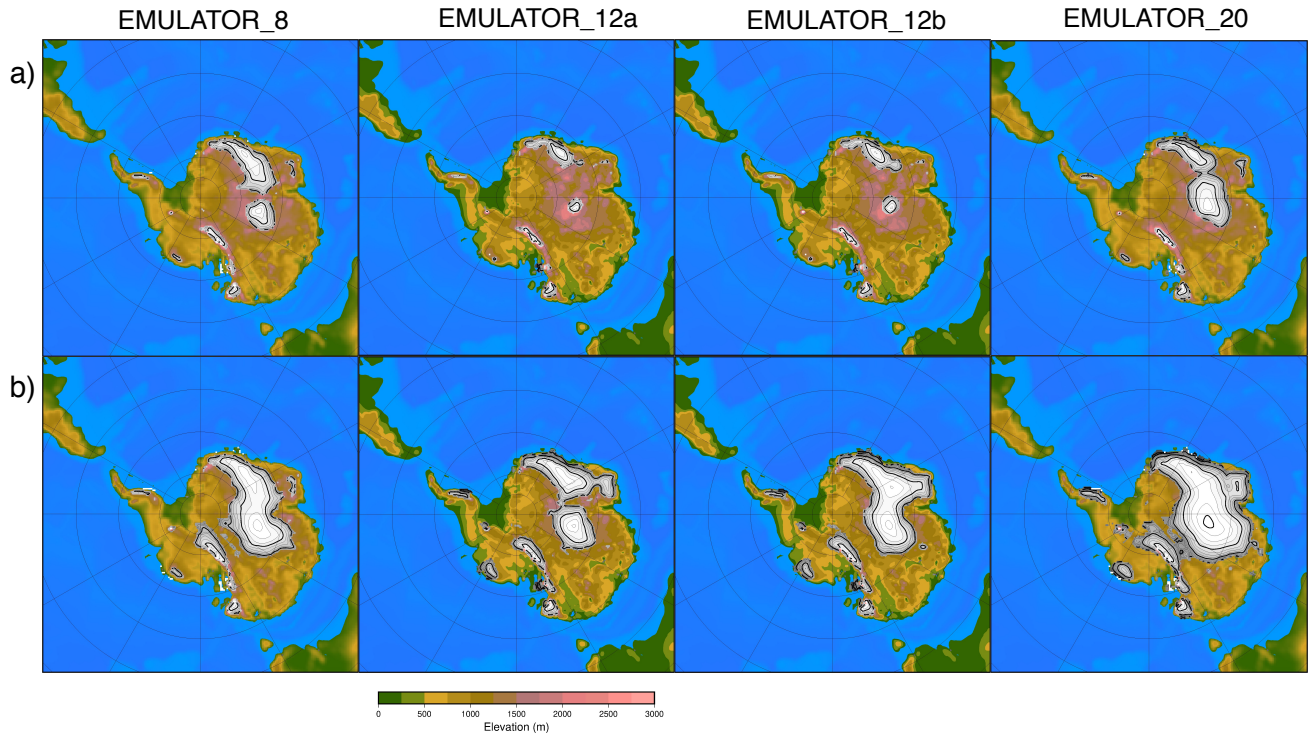 EMULATOR_8 EMULATOR_12a EMULATOR_12b EMULATOR_20
a)
b)
0 500 1000 1500 2000 2500 3000
Elevation (m)